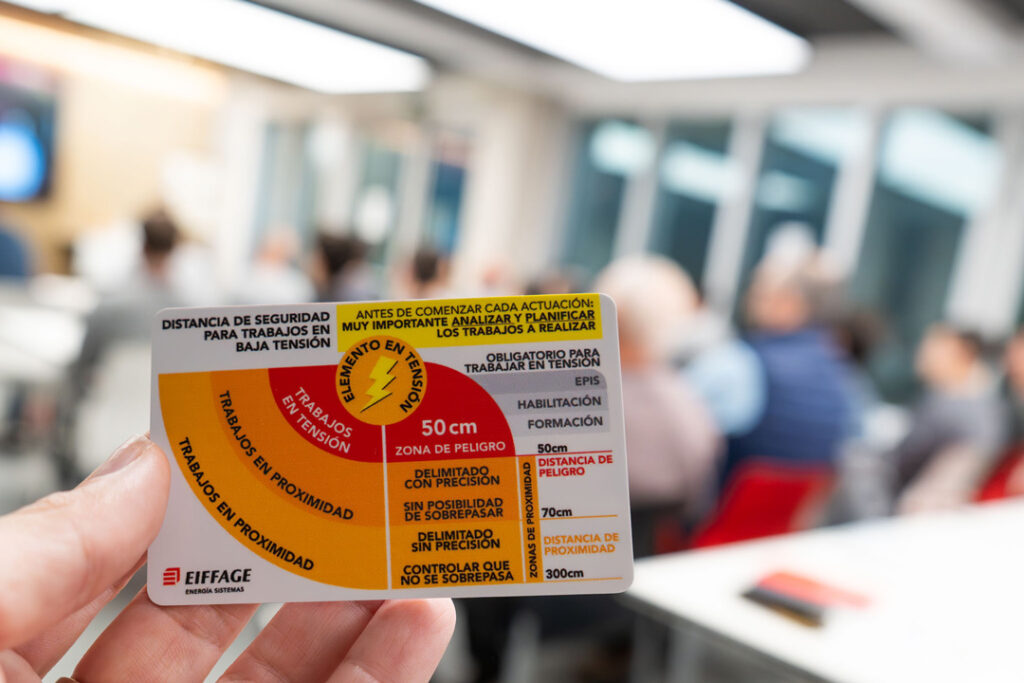 DISTANCIA DE SEGURIDAD
PARA TRABAJOS EN
BAJA TENSIÓN
ANTES DE COMENZAR CADA ACTUACIÓN:
MUY IMPORTANTE ANALIZAR Y PLANIFICAR
LOS TRABAJOS A REALIZAR
ELEMENTO EN TENSIÓN
OBLIGATORIO PARA
TRABAJAR EN TENSIÓN
EPIS
HABILITACIÓN
FORMACIÓN
TRABAJOS
EN TENSIÓN
50 cm
ZONA DE PELIGRO
TRABAJOS EN PROXIMIDAD
TRABAJOS EN PROXIMIDAD
DELIMITADO
CON PRECISIÓN
SIN POSIBILIDAD
DE SOBREPASAR
DELIMITADO
SIN PRECISIÓN
CONTROLAR QUE
NO SE SOBREPASA
ZONAS DE PROXIMIDAD
50cm
DISTANCIA DE
PELIGRO
70cm
DISTANCIA DE
PROXIMIDAD
300cm
EIFFAGE
ENERGÍA SISTEMAS